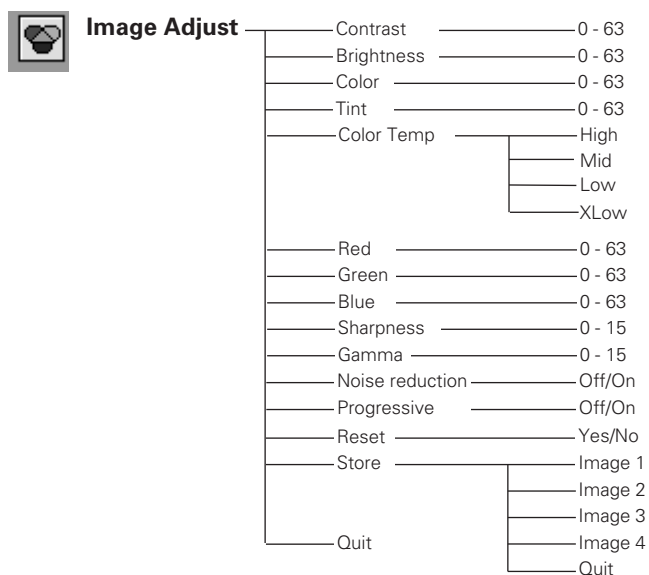 Image Adjust Contrast 0 - 63
Brightness 0 - 63
Color 0 - 63
Tint 0 - 63
Color Temp High
Mid
Low
XLow
Red 0 - 63
Green 0 - 63
Blue 0 - 63
Sharpness 0 - 15
Gamma 0 - 15
Noise reduction Off/On
Progressive Off/On
Reset Yes/No
Store Image 1
Image 2
Image 3
Quit Image 4
Quit